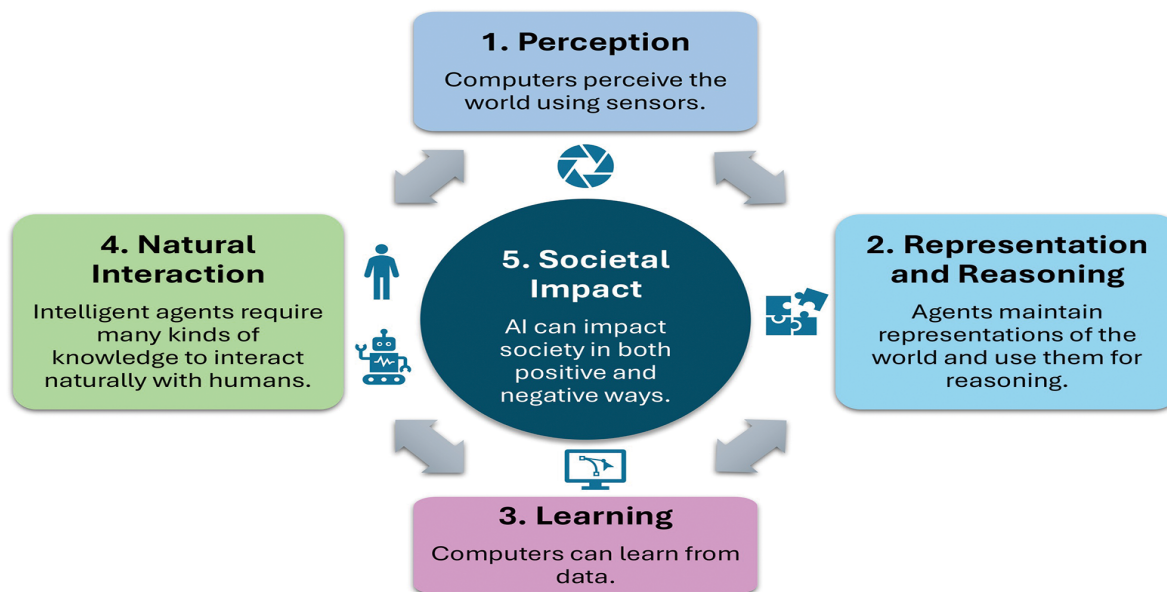 1. Perception
Computers perceive the
world using sensors.
4. Natural
Interaction
Intelligent agents require
many kinds of
knowledge to interact
naturally with humans.
5. Societal
Impact
AI can impact
society in both
positive and
negative ways.
2. Representation
and Reasoning
Agents maintain
representations of the
world and use them for
reasoning.
3. Learning
Computers can learn from
data.